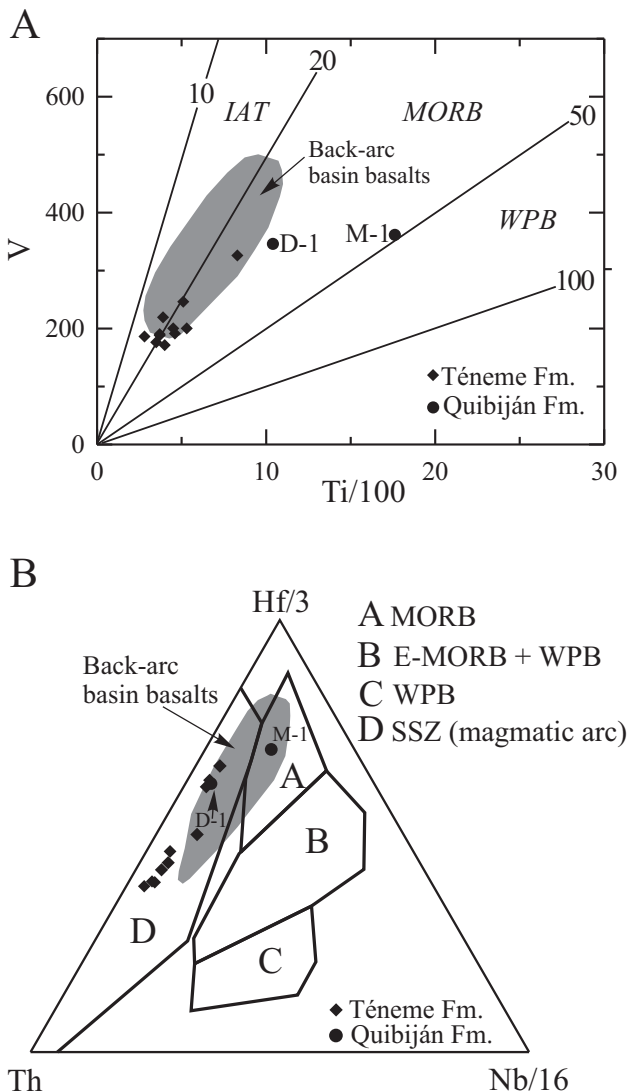 A
10
20
IAT
MORB
50
Back-arc
basin basalts
D-1
M-1
WPB
100
V
600
400
200
0
Téneme Fm.
Quibiján Fm.
0
10
20
30
Ti/100
B
Hf/3
A MORB
B E-MORB + WPB
C WPB
D SSZ (magmatic arc)
Back-arc
basin basalts
M-1
A
D-1
B
D
C
Téneme Fm.
Quibiján Fm.
Th
Nb/16